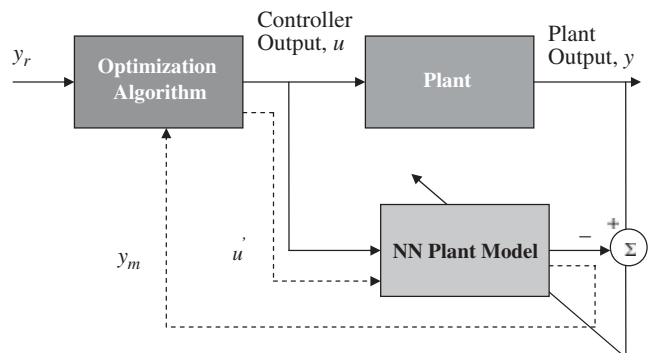 Controller
Output, u
Plant
Output, y
y_r
Optimization
Algorithm
Plant
NN Plant Model
y_m
u'
−
+
Σ